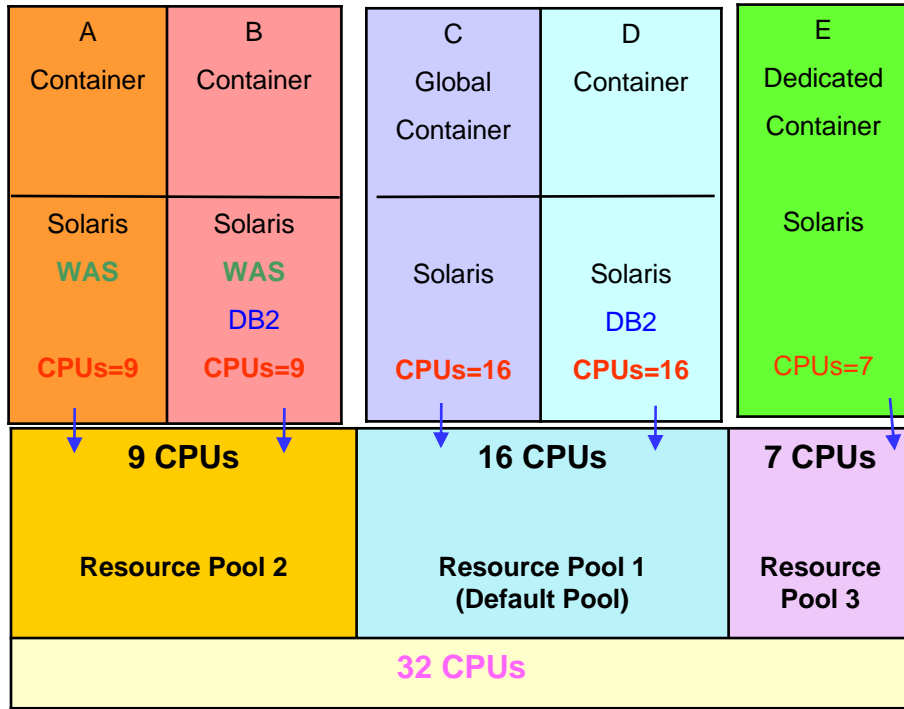 A
Container
Solaris
WAS
CPUs=9
B
Container
Solaris
WAS
DB2
CPUs=9
C
Global
Container
Solaris
CPUs=16
D
Container
Solaris
DB2
CPUs=16
E
Dedicated
Container
Solaris
CPUs=7
9 CPUs
Resource Pool 2
16 CPUs
Resource Pool 1
(Default Pool)
7 CPUs
Resource
Pool 3
32 CPUs